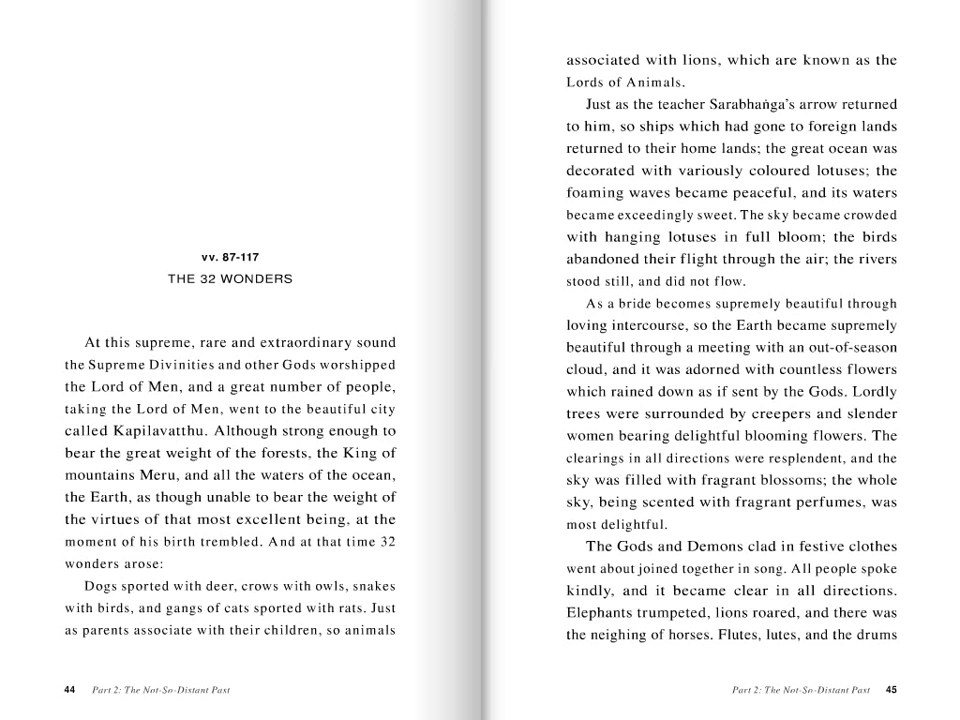 vv. 87-117
THE 32 WONDERS
At this supreme, rare and extraordinary sound
the Supreme Divinities and other Gods worshipped
the Lord of Men, and a great number of people,
taking the Lord of Men, went to the beautiful city
called Kapilavatthu. Although strong enough to
bear the great weight of the forests, the King of
mountains Meru, and all the waters of the ocean,
the Earth, as though unable to bear the weight of
the virtues of that most excellent being, at the
moment of his birth trembled. And at that time 32
wonders arose:
Dogs sported with deer, crows with owls, snakes
with birds, and gangs of cats sported with rats. Just
as parents associate with their children, so animals
44 Part 2: The Not-So-Distant Past
associated with lions, which are known as the
Lords of Animals.
Just as the teacher Sarabhaṅga's arrow returned
to him, so ships which had gone to foreign lands
returned to their home lands; the great ocean was
decorated with variously coloured lotuses; the
foaming waves became peaceful, and its waters
became exceedingly sweet. The sky became crowded
with hanging lotuses in full bloom; the birds
abandoned their flight through the air; the rivers
stood still, and did not flow.
As a bride becomes supremely beautiful through
loving intercourse, so the Earth became supremely
beautiful through a meeting with an out-of-season
cloud, and it was adorned with countless flowers
which rained down as if sent by the Gods. Lordly
trees were surrounded by creepers and slender
women bearing delightful blooming flowers. The
clearings in all directions were resplendent, and the
sky was filled with fragrant blossoms; the whole
sky, being scented with fragrant perfumes, was
most delightful.
The Gods and Demons clad in festive clothes
went about joined together in song. All people spoke
kindly, and it became clear in all directions.
Elephants trumpeted, lions roared, and there was
the neighing of horses. Flutes, lutes, and the drums
Part 2: The Not-So-Distant Past 45